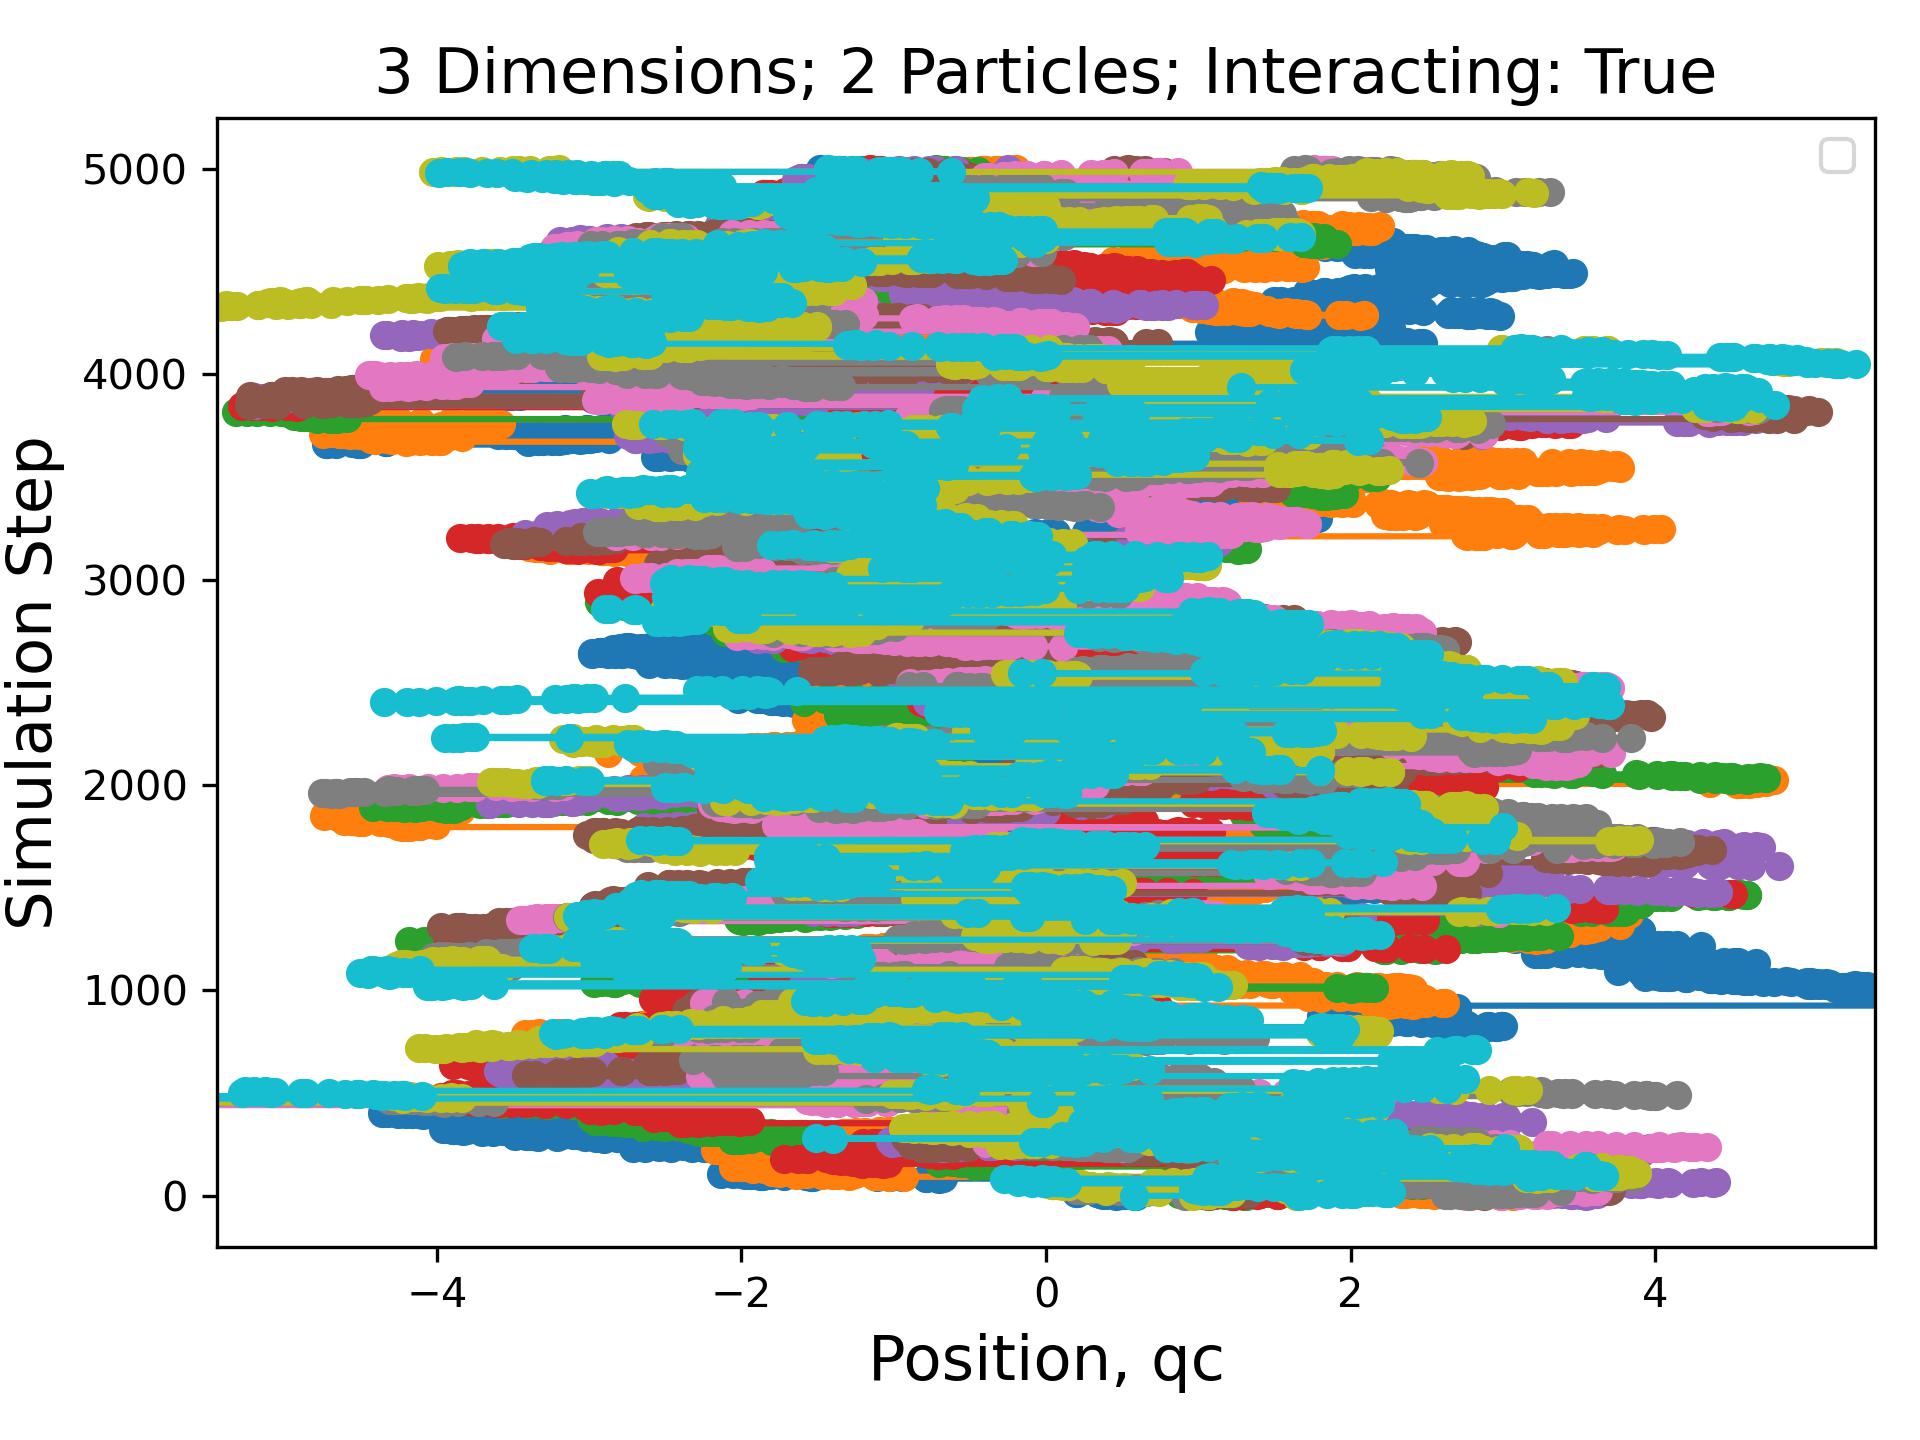 3 Dimensions; 2 Particles; Interacting: True
5000
4000
3000
2000
1000
0
Simulation Step
−4 −2 0 2 4
Position, qc